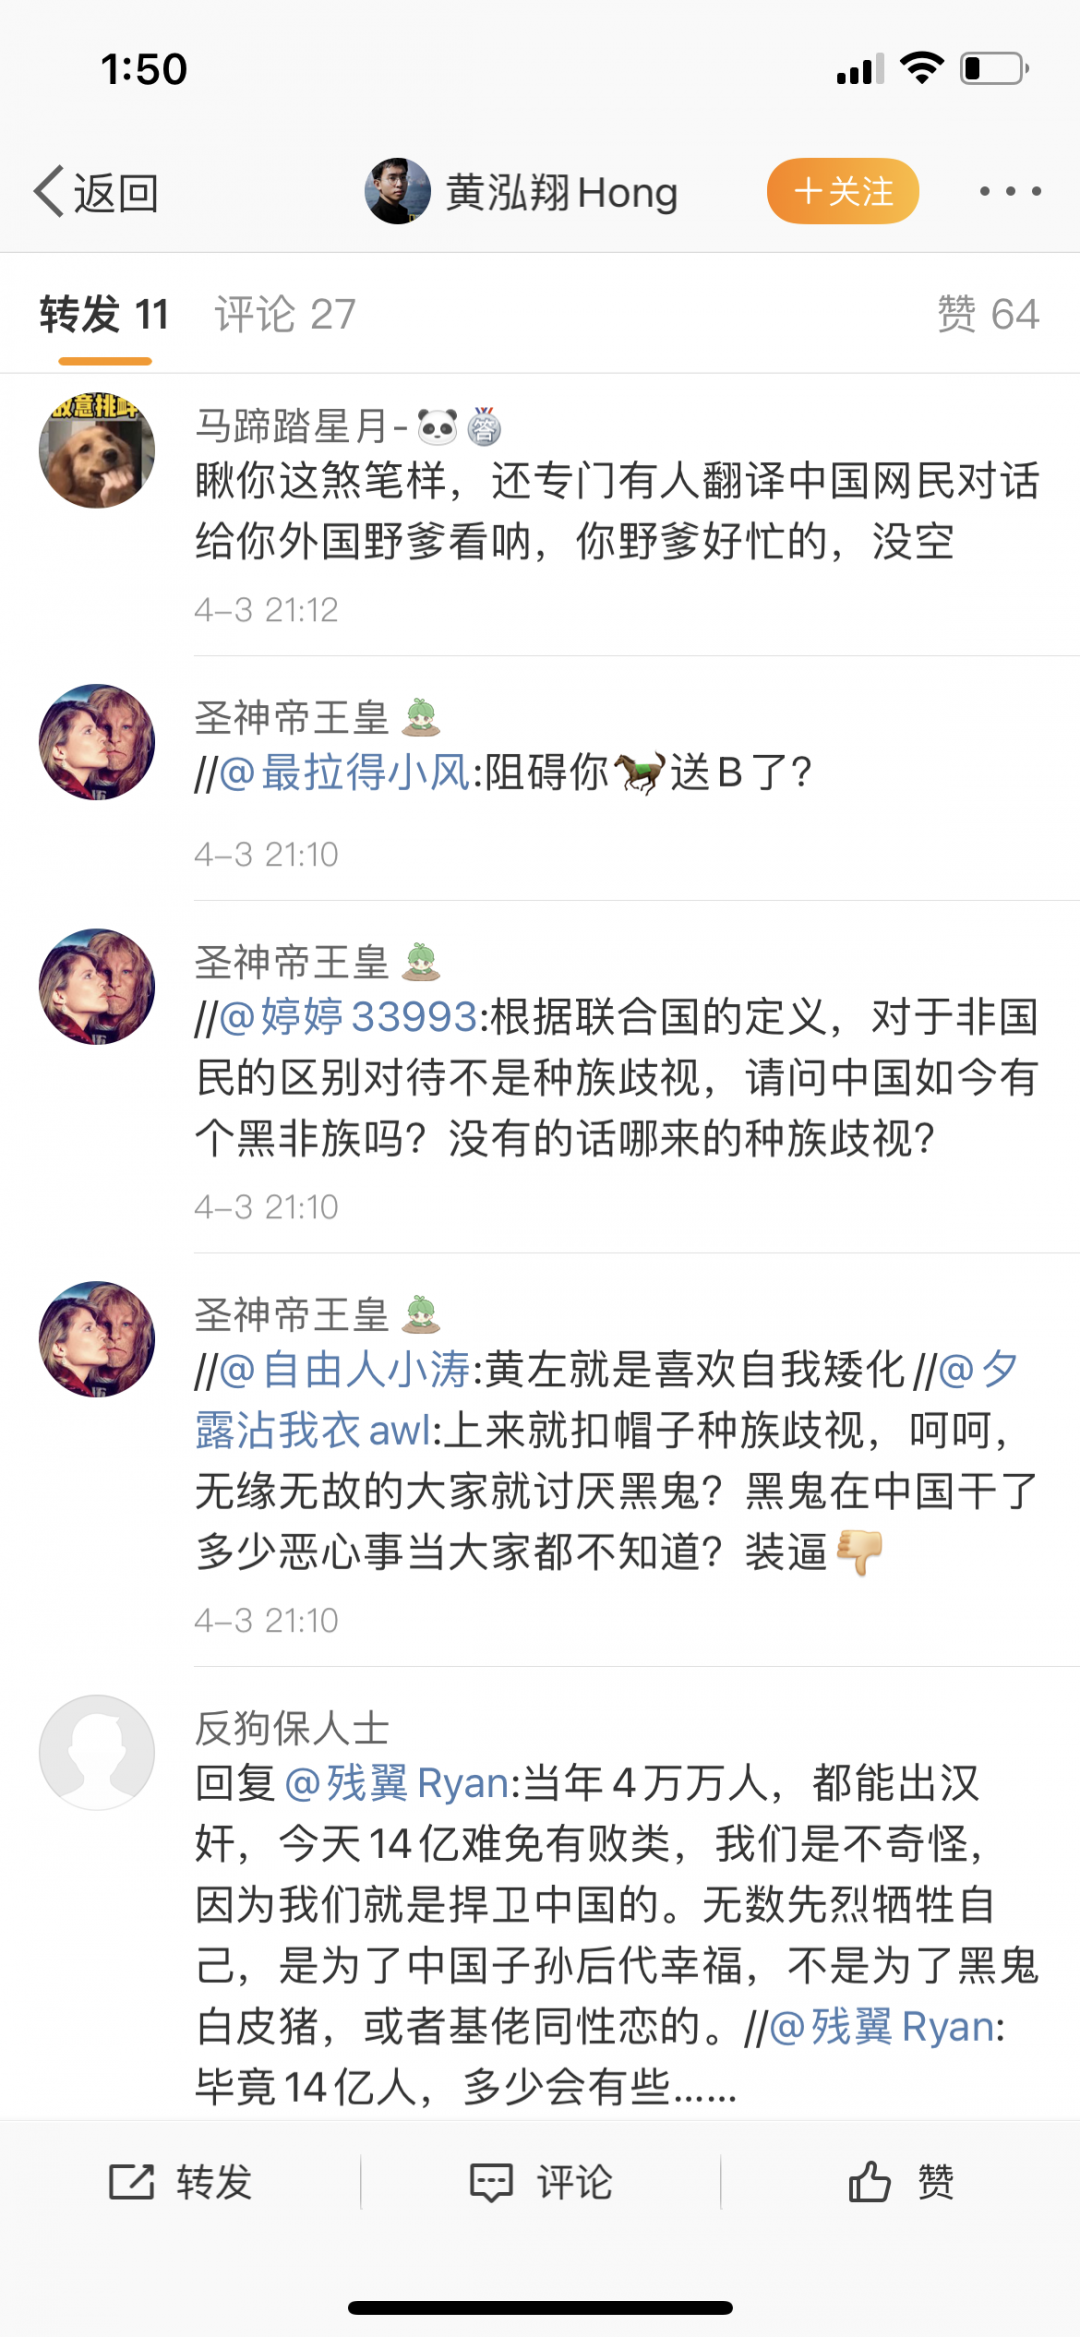 1:50
返回
黄泓翔Hong
+关注
转发 11
评论 27
赞 64
故意挑衅
马蹄踏星月-
答
瞅你这煞笔样，还专门有人翻译中国网民对话
给你外国野爹看呐，你野爹好忙的，没空
4-3 21:12
圣神帝王皇
//@最拉得小风:阻碍你🐎送B了？
4-3 21:10
圣神帝王皇
//@婷婷33993:根据联合国的定义，对于非国
民的区别对待不是种族歧视，请问中国如今有
个黑非族吗？没有的话哪来的种族歧视？
4-3 21:10
圣神帝王皇
//@自由人小涛:黄左就是喜欢自我矮化//@夕
露沾我衣awl:上来就扣帽子种族歧视，呵呵，
无缘无故的大家就讨厌黑鬼？黑鬼在中国干了
多少恶心事当大家都不知道？装逼👎
4-3 21:10
反狗保人士
回复@残翼Ryan:当年4万万人，都能出汉
奸，今天14亿难免有败类，我们是不奇怪，
因为我们就是捍卫中国的。无数先烈牺牲自
己，是为了中国子孙后代幸福，不是为了黑鬼
白皮猪，或者基佬同性恋的。//@残翼Ryan:
毕竟14亿人，多少会有些……
转发
评论
赞